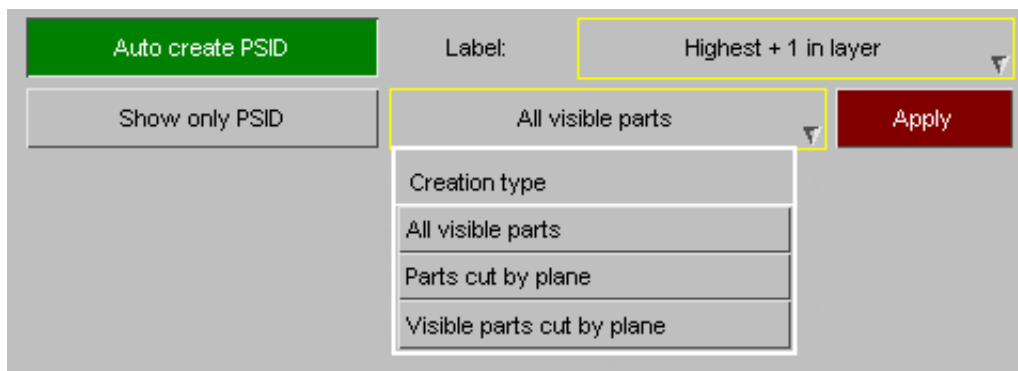 Auto create PSID Label: Highest + 1 in layer
Show only PSID All visible parts Apply
Creation type
All visible parts
Parts cut by plane
Visible parts cut by plane